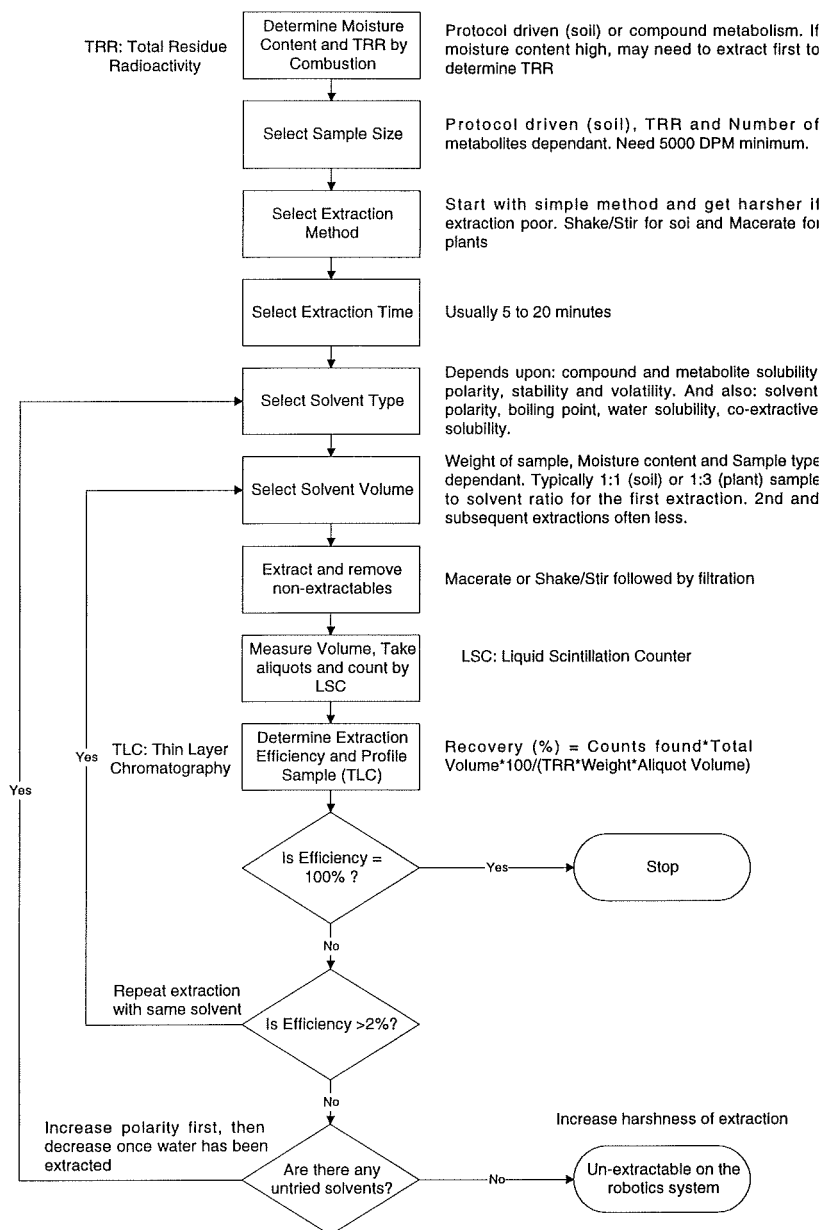 TRR: Total Residue
Radioactivity
Determine Moisture
Content and TRR by
Combustion
Protocol driven (soil) or compound metabolism. If
moisture content high, may need to extract first to
determine TRR
Select Sample Size
Protocol driven (soil), TRR and Number of
metabolites dependant. Need 5000 DPM minimum.
Select Extraction
Method
Start with simple method and get harsher if
extraction poor. Shake/Stir for soi and Macerate for
plants
Select Extraction Time
Usually 5 to 20 minutes
Select Solvent Type
Depends upon: compound and metabolite solubility
polarity, stability and volatility. And also: solvent
polarity, boiling point, water solubility, co-extractive
solubility.
Select Solvent Volume
Weight of sample, Moisture content and Sample type
dependant. Typically 1:1 (soil) or 1:3 (plant) sample
to solvent ratio for the first extraction. 2nd and
subsequent extractions often less.
Extract and remove
non-extractables
Macerate or Shake/Stir followed by filtration
Measure Volume, Take
aliquots and count by
LSC
LSC: Liquid Scintillation Counter
TLC: Thin Layer
Chromatography
Determine Extraction
Efficiency and Profile
Sample (TLC)
Recovery (%) = Counts found*Total
Volume*100/(TRR*Weight*Aliquot Volume)
Yes
Yes
Is Efficiency =
100% ?
Yes
Stop
No
Repeat extraction
with same solvent
Is Efficiency >2%?
No
Increase polarity first, then
decrease once water has been
extracted
Are there any
untried solvents?
No
Increase harshness of extraction
Un-extractable on the
robotics system